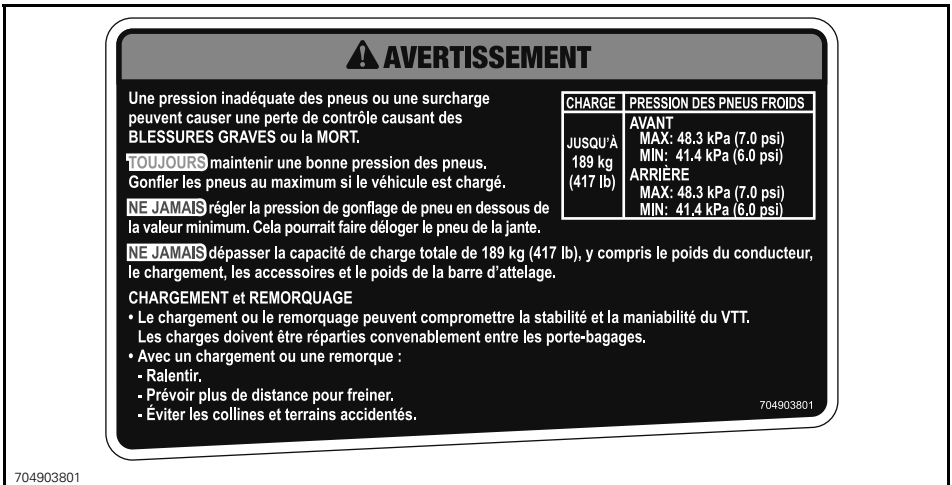 AVERTISSEMENT
Une pression inadéquate des pneus ou une surcharge
peuvent causer une perte de contrôle causant des
BLESSURES GRAVES ou la MORT.
TOUJOURS maintenir une bonne pression des pneus.
Gonfler les pneus au maximum si le véhicule est chargé.
NE JAMAIS régler la pression de gonflage de pneu en dessous de
la valeur minimum. Cela pourrait faire déloger le pneu de la jante.
CHARGE PRESSION DES PNEUS FROIDS
JUSQU'À
189 kg
(417 lb)
AVANT
MAX: 48.3 kPa (7.0 psi)
MIN: 41.4 kPa (6.0 psi)
ARRIÈRE
MAX: 48.3 kPa (7.0 psi)
MIN: 41.4 kPa (6.0 psi)
NE JAMAIS dépasser la capacité de charge totale de 189 kg (417 lb), y compris le poids du conducteur,
le chargement, les accessoires et le poids de la barre d'attelage.
CHARGEMENT et REMORQUAGE
• Le chargement ou le remorquage peuvent compromettre la stabilité et la maniabilité du VTT.
Les charges doivent être réparties convenablement entre les porte-bagages.
• Avec un chargement ou une remorque :
- Ralentir.
- Prévoir plus de distance pour freiner.
- Éviter les collines et terrains accidentés.
704903801
704903801